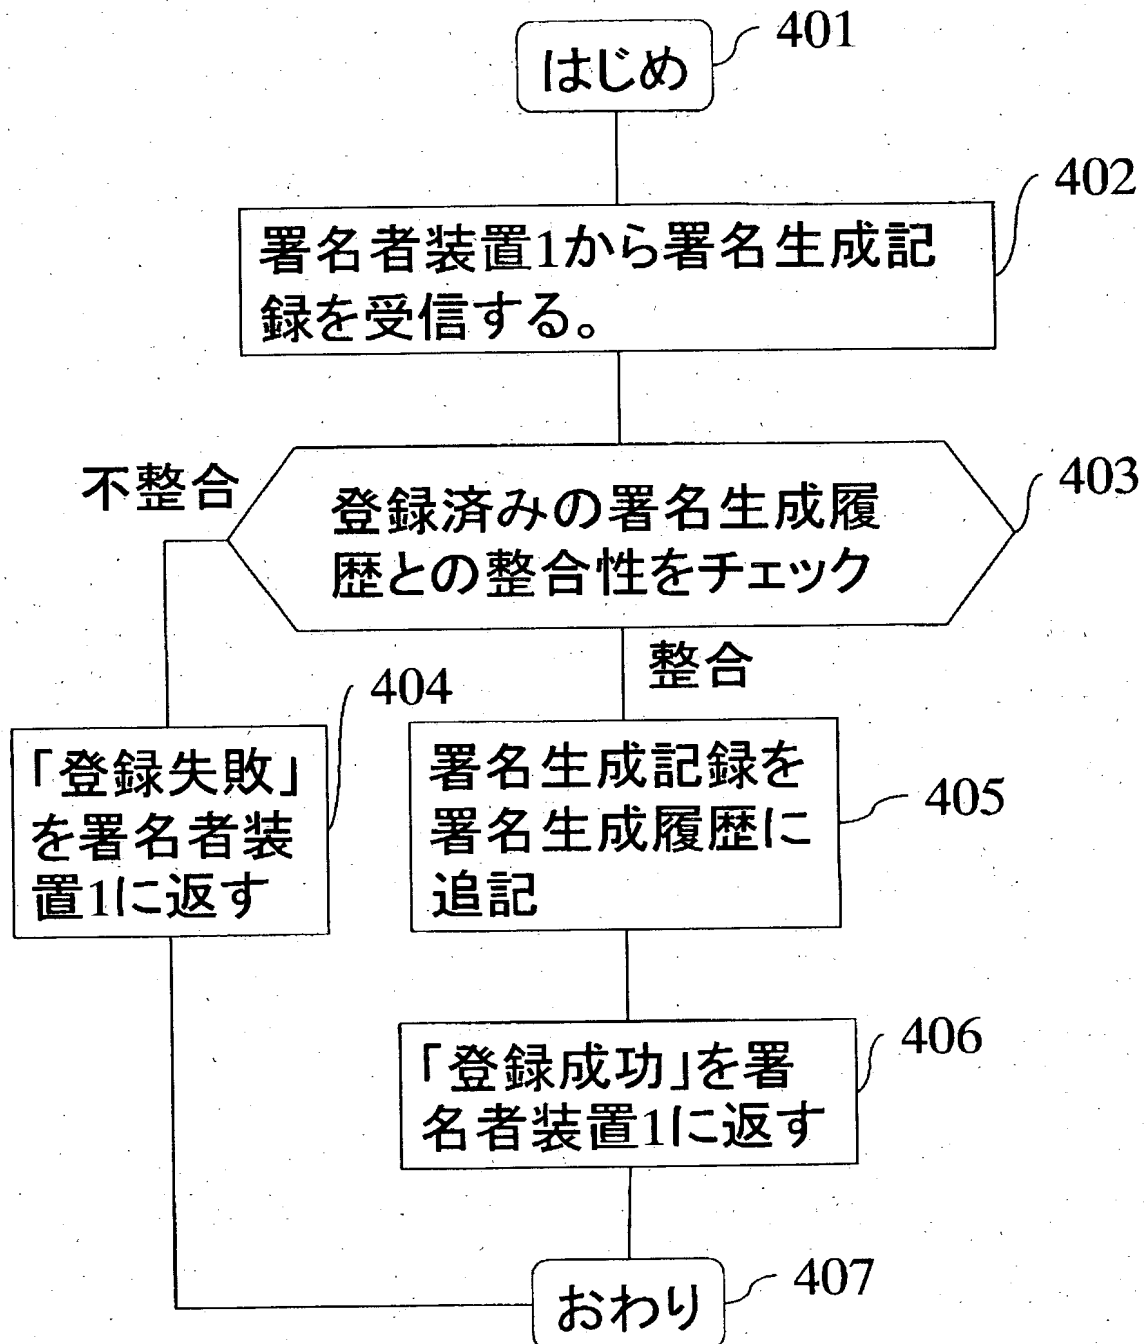 はじめ
401
402
署名者装置1から署名生成記
録を受信する。
不整合
403
登録済みの署名生成履
歴との整合性をチェック
整合
404
「登録失敗」
を署名者装
置1に返す
405
署名生成記録を
署名生成履歴に
追記
406
「登録成功」を署
名者装置1に返す
おわり
407